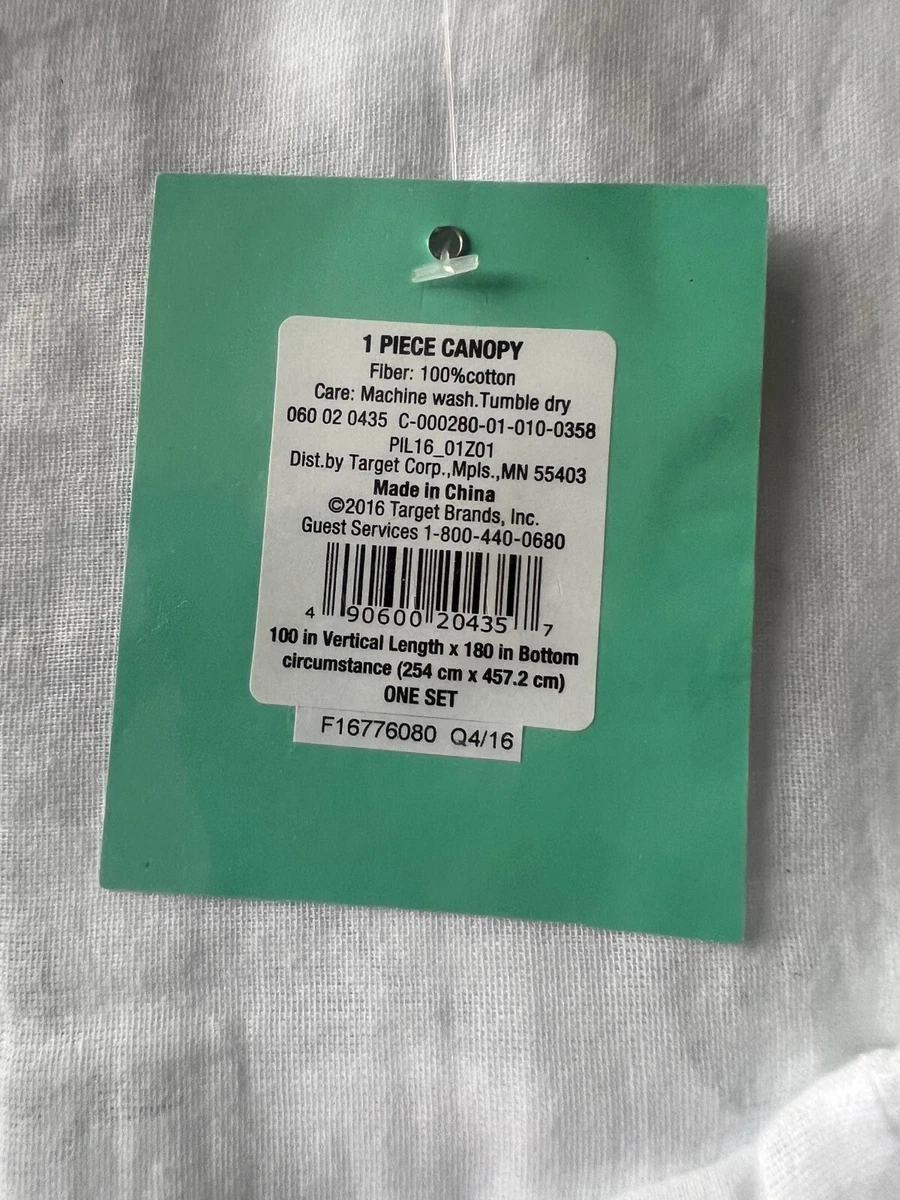 1 PIECE CANOPY
Fiber: 100%cotton
Care: Machine wash.Tumble dry
060 02 0435 C-000280-01-010-0358
PIL16_01Z01
Dist.by Target Corp.,Mpls.,MN 55403
Made in China
©2016 Target Brands, Inc.
Guest Services 1-800-440-0680
4 90600 20435 7
100 in Vertical Length x 180 in Bottom
circumstance (254 cm x 457.2 cm)
ONE SET
F16776080 Q4/16